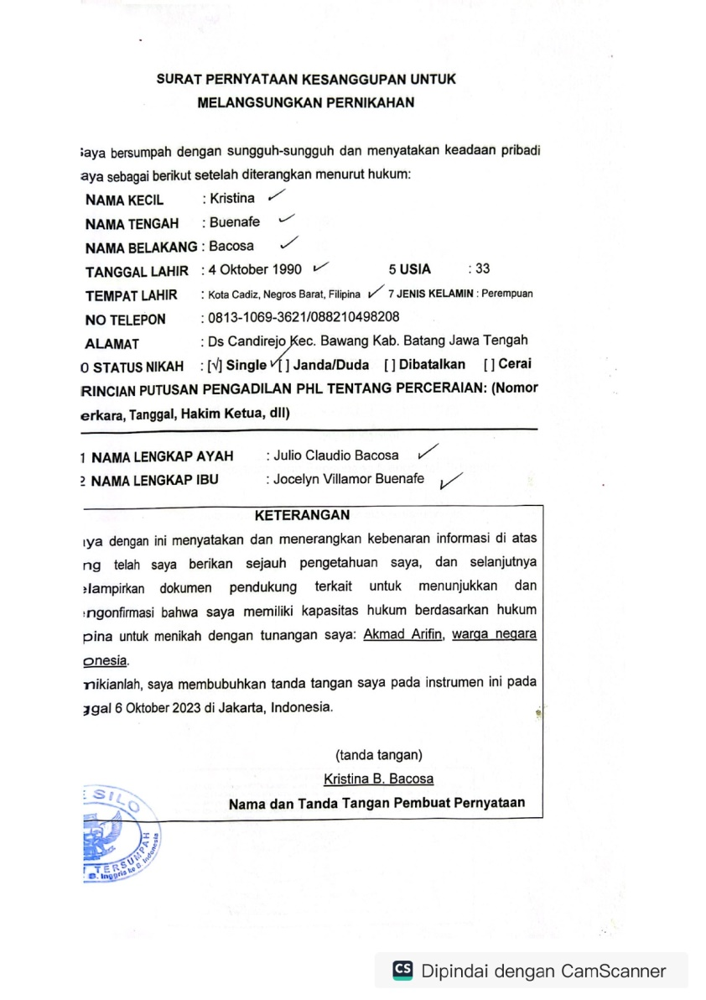 SURAT PERNYATAAN KESANGGUPAN UNTUK
MELANGSUNGKAN PERNIKAHAN
aya bersumpah dengan sungguh-sungguh dan menyatakan keadaan pribadi
aya sebagai berikut setelah diterangkan menurut hukum:
NAMA KECIL : Kristina
NAMA TENGAH : Buenafe
NAMA BELAKANG : Bacosa
TANGGAL LAHIR : 4 Oktober 1990 5 USIA : 33
TEMPAT LAHIR : Kota Cadiz, Negros Barat, Filipina 7 JENIS KELAMIN : Perempuan
NO TELEPON : 0813-1069-3621/088210498208
ALAMAT : Ds Candirejo Kec. Bawang Kab. Batang Jawa Tengah
0 STATUS NIKAH : [√] Single [ ] Janda/Duda [ ] Dibatalkan [ ] Cerai
RINCIAN PUTUSAN PENGADILAN PHL TENTANG PERCERAIAN: (Nomor
erkara, Tanggal, Hakim Ketua, dll)
1 NAMA LENGKAP AYAH : Julio Claudio Bacosa
2 NAMA LENGKAP IBU : Jocelyn Villamor Buenafe
KETERANGAN
ya dengan ini menyatakan dan menerangkan kebenaran informasi di atas
ng telah saya berikan sejauh pengetahuan saya, dan selanjutnya
elampirkan dokumen pendukung terkait untuk menunjukkan dan
ngonfirmasi bahwa saya memiliki kapasitas hukum berdasarkan hukum
pina untuk menikah dengan tunangan saya: Akmad Arifin, warga negara
onesia.
nikianlah, saya membubuhkan tanda tangan saya pada instrumen ini pada
ggal 6 Oktober 2023 di Jakarta, Indonesia.
(tanda tangan)
Kristina B. Bacosa
Nama dan Tanda Tangan Pembuat Pernyataan
E SILO
T TERSUMPAH
B. Inggris ke B. Indonesia
CS Dipindai dengan CamScanner